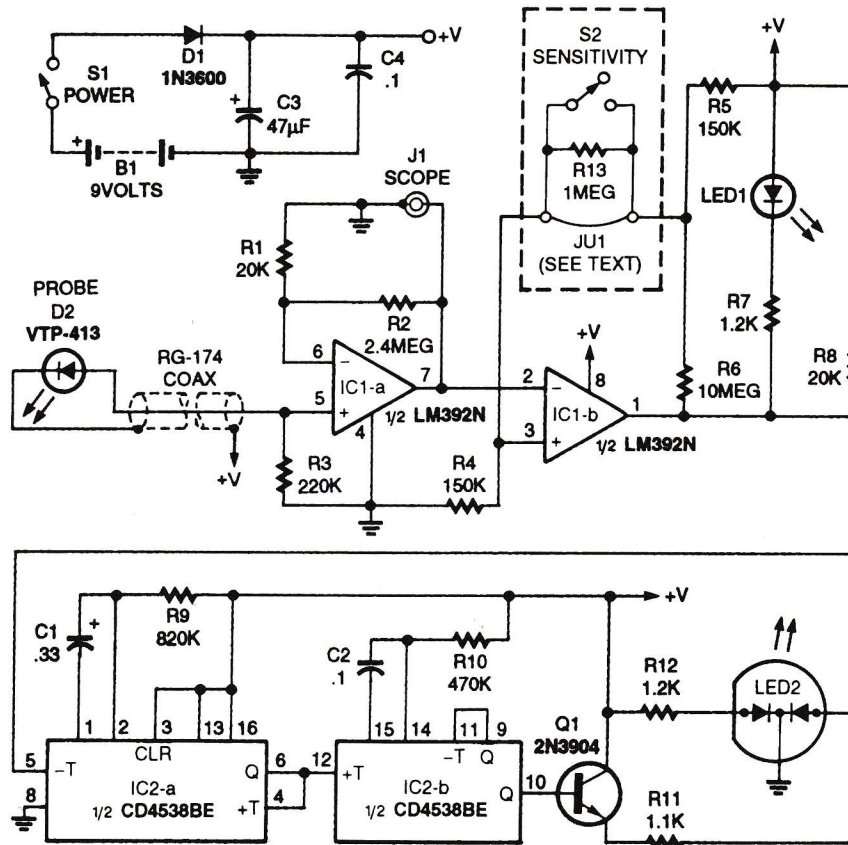 +V
D1
1N3600
S1
POWER
C3
47µF
C4
.1
+
+
B1
9VOLTS
S2
SENSITIVITY
R13
1MEG
JU1
(SEE TEXT)
+V
R5
150K
LED1
R7
1.2K
R6
10MEG
R8
20K
J1
SCOPE
R1
20K
R2
2.4MEG
PROBE
D2
VTP-413
RG-174
COAX
+V
6
−
5
+
IC1-a
7
4
1/2 LM392N
R3
220K
R4
150K
+V
2
−
3
+
8
IC1-b
1
1/2 LM392N
C1
.33
+
R9
820K
C2
.1
R10
470K
+V
R12
1.2K
LED2
Q1
2N3904
R11
1.1K
1 2 3 13 16
CLR
5
−T
8
IC2-a
1/2 CD4538BE
Q
6
+T
4
15 14 11 9
−T Q
12
+T
IC2-b
1/2 CD4538BE
Q
10